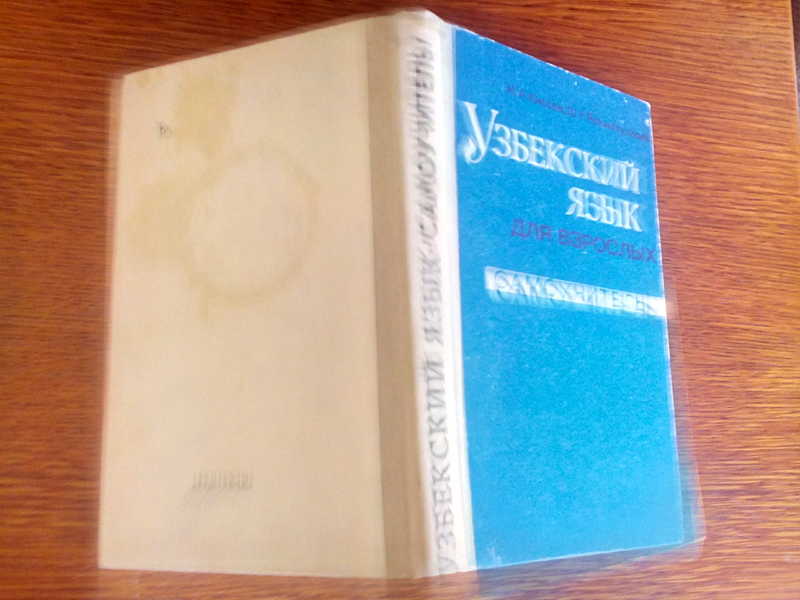 УЗБЕКСКИЙ
ЯЗЫК
ДЛЯ ВЗРОСЛЫХ
САМОУЧИТЕЛЬ
УЗБЕКСКИЙ ЯЗЫК•САМОУЧИТЕЛЬ